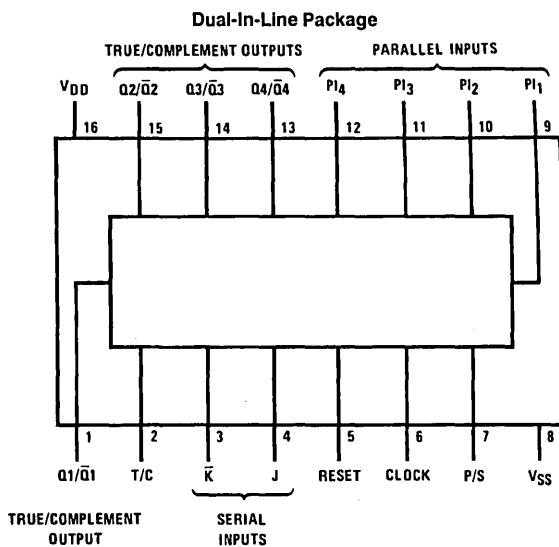 Dual-In-Line Package
TRUE/COMPLEMENT OUTPUTS PARALLEL INPUTS
VDD Q2/Q̅2 Q3/Q̅3 Q4/Q̅4 PI4 PI3 PI2 PI1
16 15 14 13 12 11 10 9
1 2 3 4 5 6 7 8
Q1/Q̅1 T/C K̅ J RESET CLOCK P/S VSS
TRUE/COMPLEMENT SERIAL
OUTPUT INPUTS